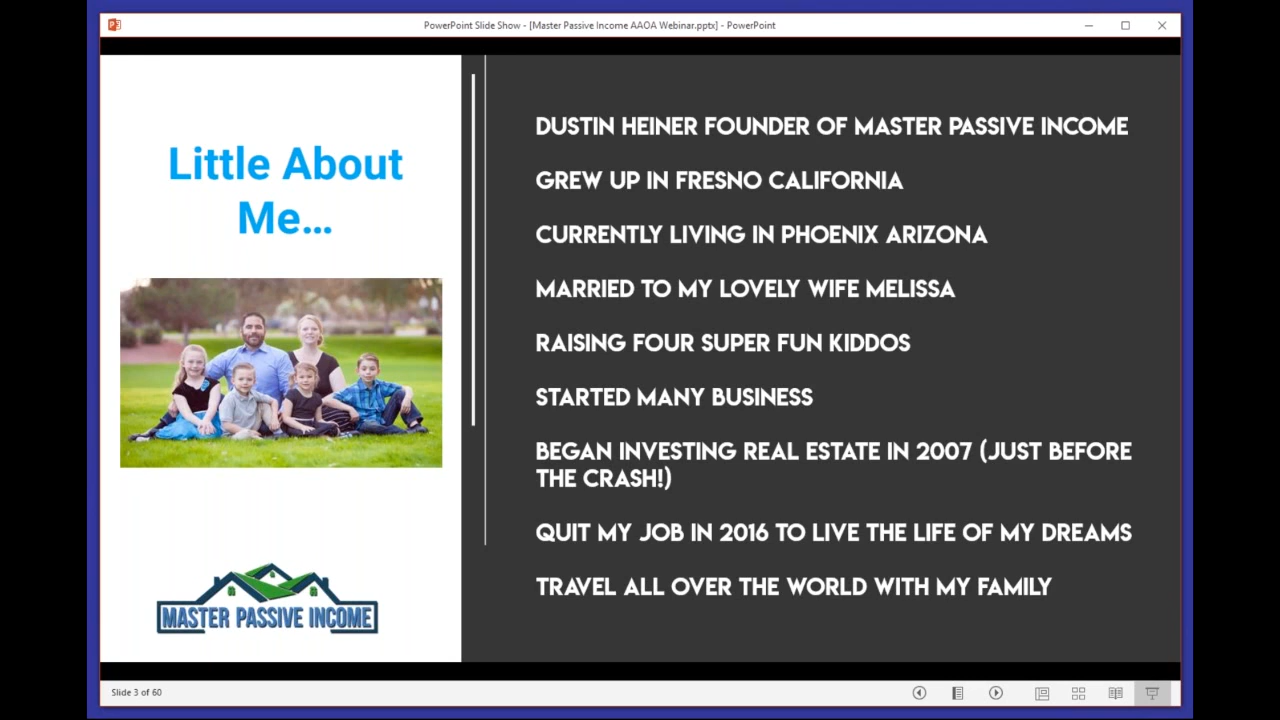 PowerPoint Slide Show - [Master Passive Income AAOA Webinar.pptx] - PowerPoint
Little About
Me...
MASTER PASSIVE INCOME
DUSTIN HEINER FOUNDER OF MASTER PASSIVE INCOME
GREW UP IN FRESNO CALIFORNIA
CURRENTLY LIVING IN PHOENIX ARIZONA
MARRIED TO MY LOVELY WIFE MELISSA
RAISING FOUR SUPER FUN KIDDOS
STARTED MANY BUSINESS
BEGAN INVESTING REAL ESTATE IN 2007 (JUST BEFORE
THE CRASH!)
QUIT MY JOB IN 2016 TO LIVE THE LIFE OF MY DREAMS
TRAVEL ALL OVER THE WORLD WITH MY FAMILY
Slide 3 of 60